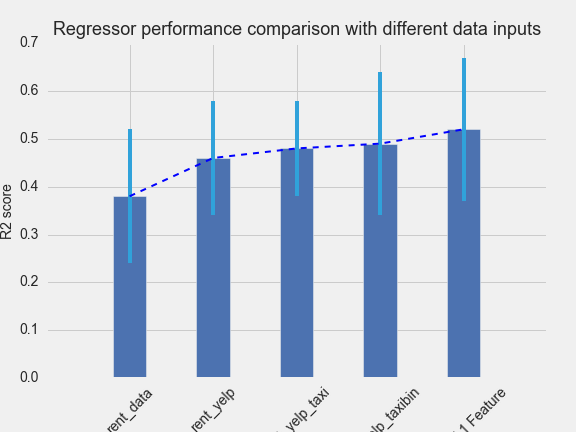 Regressor performance comparison with different data inputs
0.7
0.6
0.5
0.4
0.3
0.2
0.1
0.0
R2 score
rent_data
rent_yelp
_yelp_taxi
lp_taxibin
1 Feature